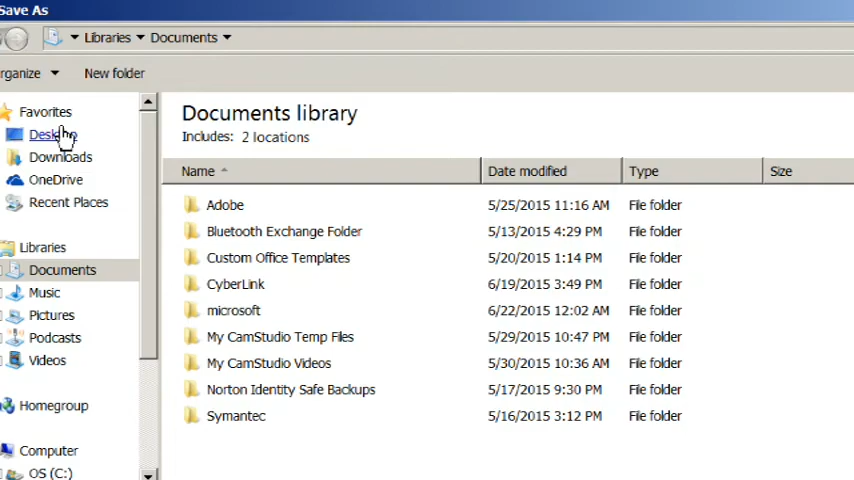 Save As
Libraries Documents
rganize New folder
Favorites
Downloads
OneDrive
Recent Places
Libraries
Documents
Music
Pictures
Podcasts
Videos
Homegroup
Computer
OS (C:)
Documents library
Includes: 2 locations
Name Date modified Type Size
Adobe 5/25/2015 11:16 AM File folder
Bluetooth Exchange Folder 5/13/2015 4:29 PM File folder
Custom Office Templates 5/20/2015 1:14 PM File folder
CyberLink 6/19/2015 3:49 PM File folder
microsoft 6/22/2015 12:02 AM File folder
My CamStudio Temp Files 5/29/2015 10:47 PM File folder
My CamStudio Videos 5/30/2015 10:36 AM File folder
Norton Identity Safe Backups 5/17/2015 9:30 PM File folder
Symantec 5/16/2015 3:12 PM File folder